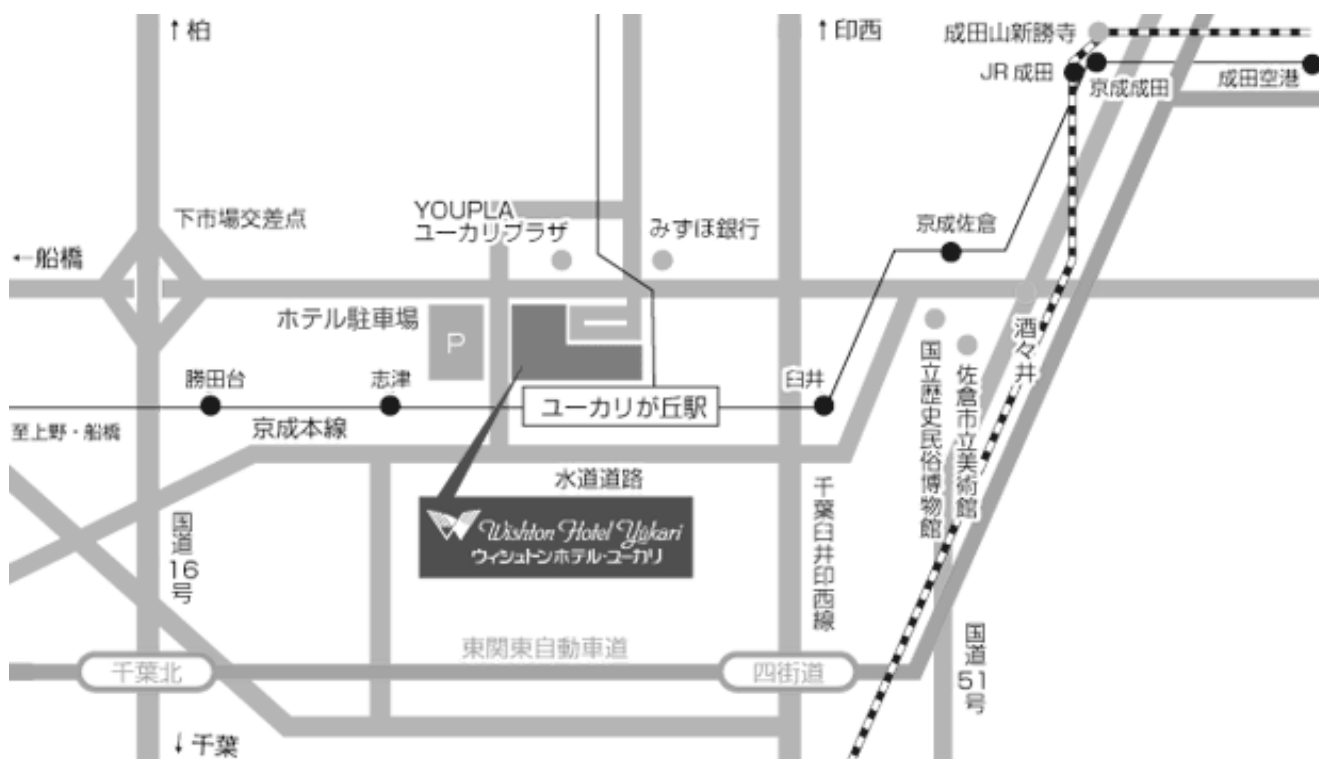 ↑柏
↑印西
成田山新勝寺
JR成田
京成成田
成田空港
下市場交差点
YOUPLA
ユーカリプラザ
みずほ銀行
京成佐倉
←船橋
ホテル駐車場
P
酒々井
国立歴史民俗博物館
佐倉市立美術館
勝田台
志津
ユーカリが丘駅
臼井
至上野・船橋
京成本線
水道道路
Wishton Hotel Yūkari
ウィシュトンホテル・ユーカリ
国道16号
千葉臼井印西線
国道51号
東関東自動車道
千葉北
四街道
↓千葉